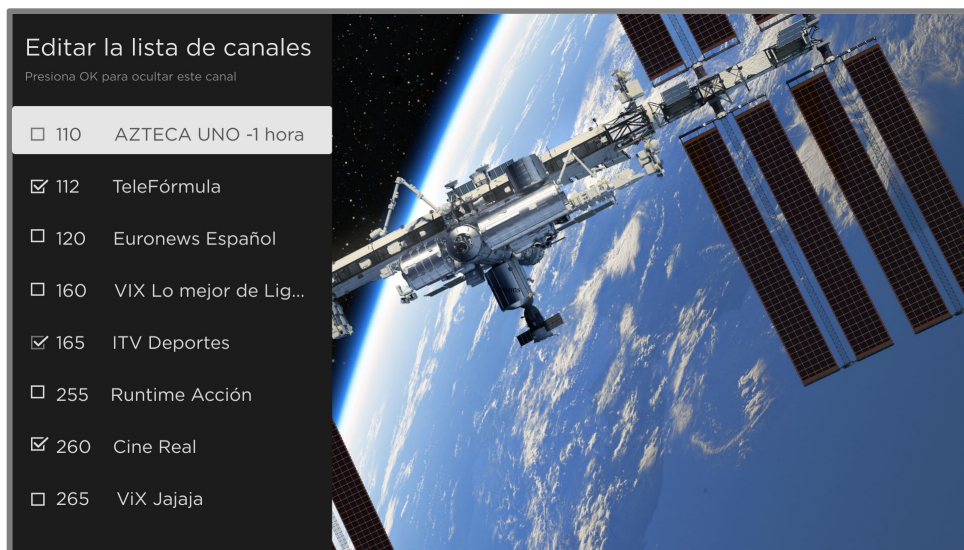 Editar la lista de canales
Presiona OK para ocultar este canal
110 AZTECA UNO -1 hora
112 TeleFórmula
120 Euronews Español
160 VIX Lo mejor de Lig...
165 ITV Deportes
255 Runtime Acción
260 Cine Real
265 ViX Jajaja